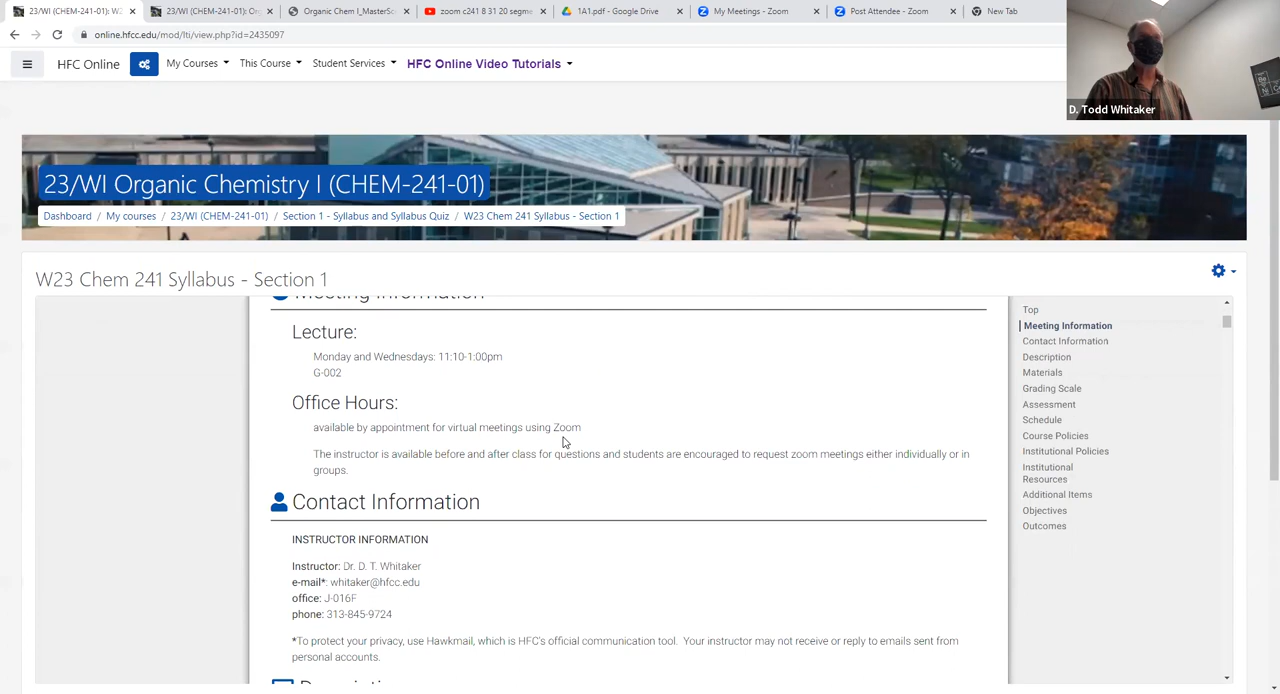 23/WI (CHEM-241-01): W2
23/WI (CHEM-241-01): Or
Organic Chem I_MasterSo
zoom c241 8 31 20 segme
1A1.pdf - Google Drive
My Meetings - Zoom
Post Attendee - Zoom
New Tab
online.hfcc.edu/mod/lti/view.php?id=2435097
HFC Online
My Courses
This Course
Student Services
HFC Online Video Tutorials
Be
Ni
D. Todd Whitaker
23/WI Organic Chemistry I (CHEM-241-01)
Dashboard / My courses / 23/WI (CHEM-241-01) / Section 1 - Syllabus and Syllabus Quiz / W23 Chem 241 Syllabus - Section 1
W23 Chem 241 Syllabus - Section 1
Meeting Information
Lecture:
Monday and Wednesdays: 11:10-1:00pm
G-002
Office Hours:
available by appointment for virtual meetings using Zoom
The instructor is available before and after class for questions and students are encouraged to request zoom meetings either individually or in
groups.
Contact Information
INSTRUCTOR INFORMATION
Instructor: Dr. D. T. Whitaker
e-mail*: whitaker@hfcc.edu
office: J-016F
phone: 313-845-9724
*To protect your privacy, use Hawkmail, which is HFC's official communication tool. Your instructor may not receive or reply to emails sent from
personal accounts.
Description
Top
Meeting Information
Contact Information
Description
Materials
Grading Scale
Assessment
Schedule
Course Policies
Institutional Policies
Institutional
Resources
Additional Items
Objectives
Outcomes